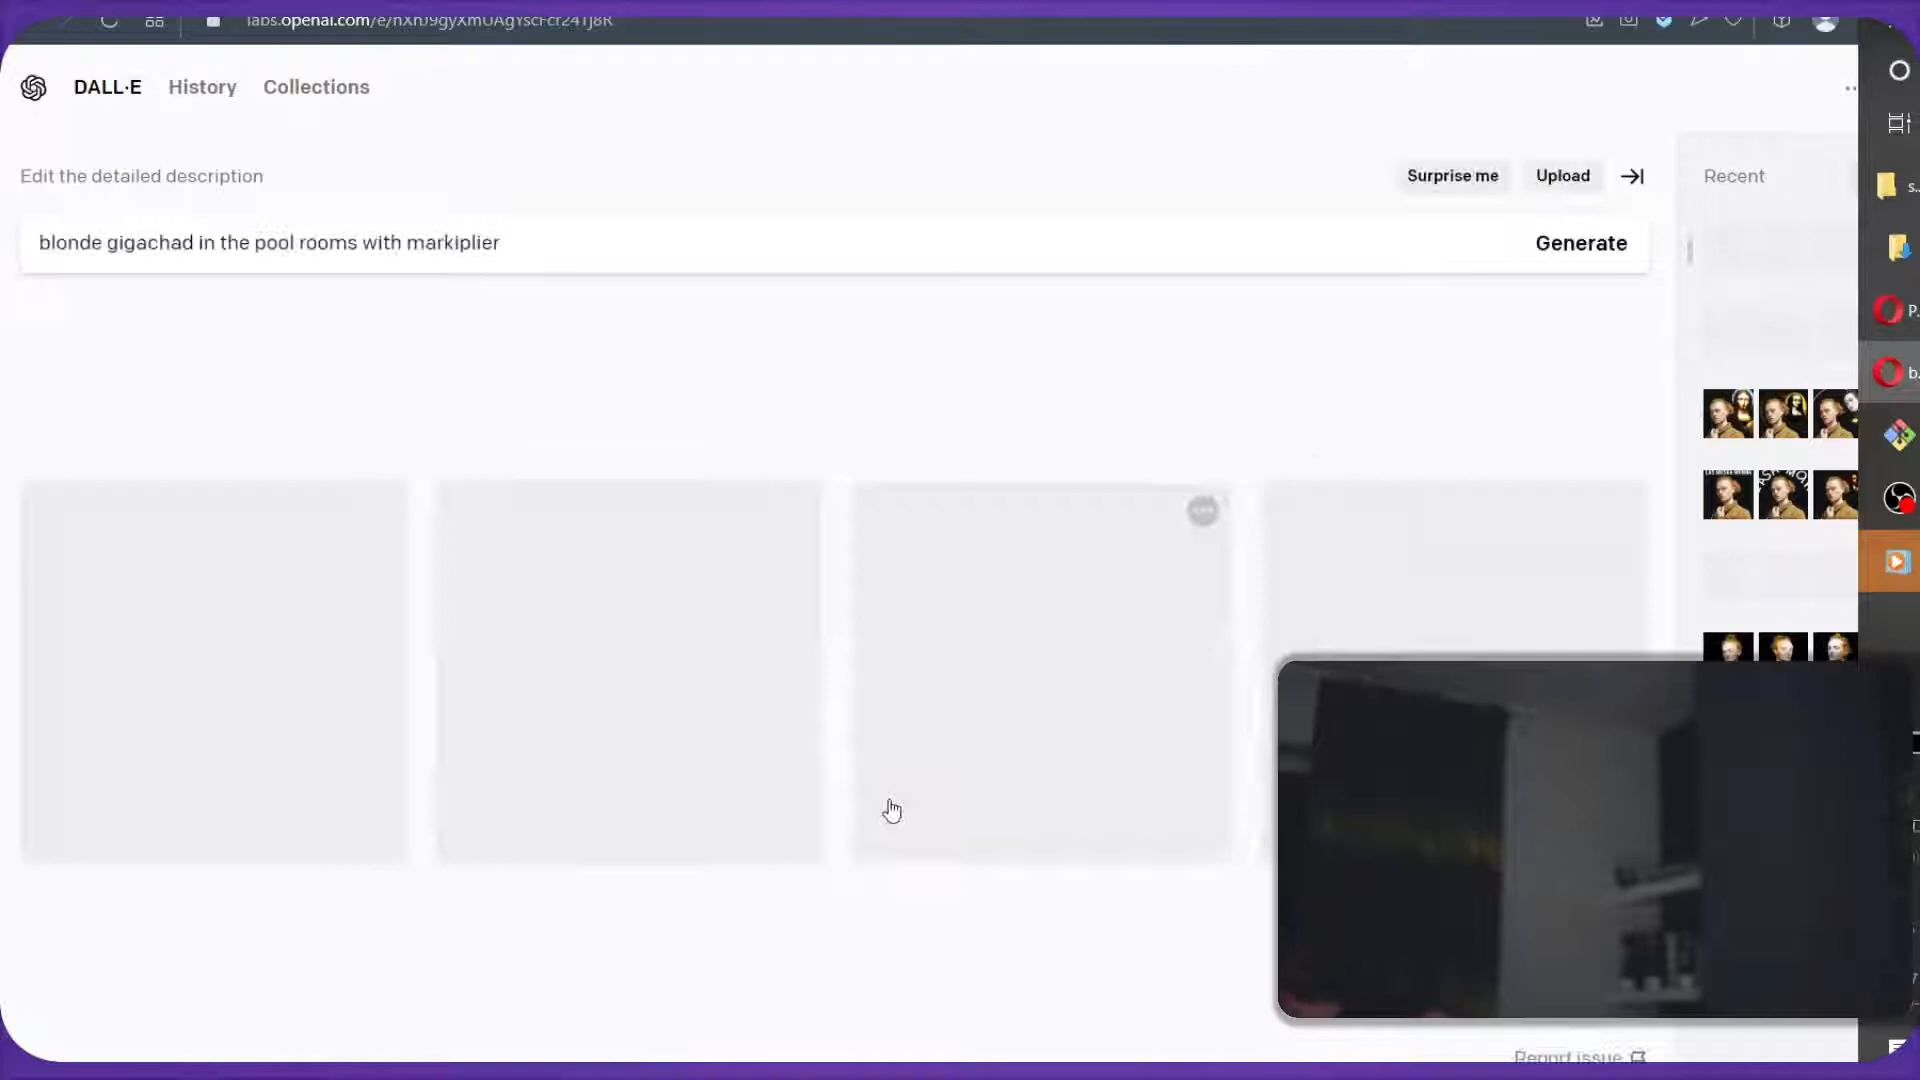 DALL·E History Collections
Edit the detailed description
Surprise me
Upload
Recent
blonde gigachad in the pool rooms with markiplier
Generate
s..
P.
b.
Report issue